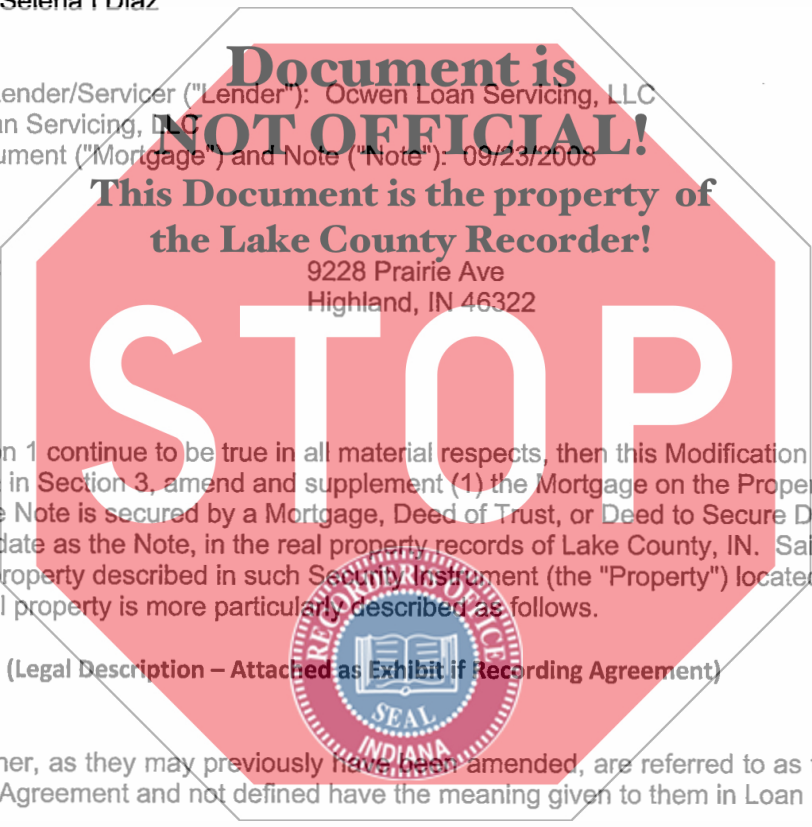 Selena I Diaz
Document is
ender/Servicer ("Lender"): Ocwen Loan Servicing, LLC
an Servicing, LLC
NOT OFFICIAL!
ument ("Mortgage") and Note ("Note"): 09/23/2008
This Document is the property of
the Lake County Recorder!
9228 Prairie Ave
Highland, IN 46322
STOP
n 1 continue to be true in all material respects, then this Modification
in Section 3, amend and supplement (1) the Mortgage on the Proper
e Note is secured by a Mortgage, Deed of Trust, or Deed to Secure D
date as the Note, in the real property records of Lake County, IN. Sai
roperty described in such Security Instrument (the "Property") located
l property is more particularly described as follows.
(Legal Description – Attached as Exhibit if Recording Agreement)
RECORDER'S OFFICE
SEAL
INDIANA
her, as they may previously have been amended, are referred to as
Agreement and not defined have the meaning given to them in Loan